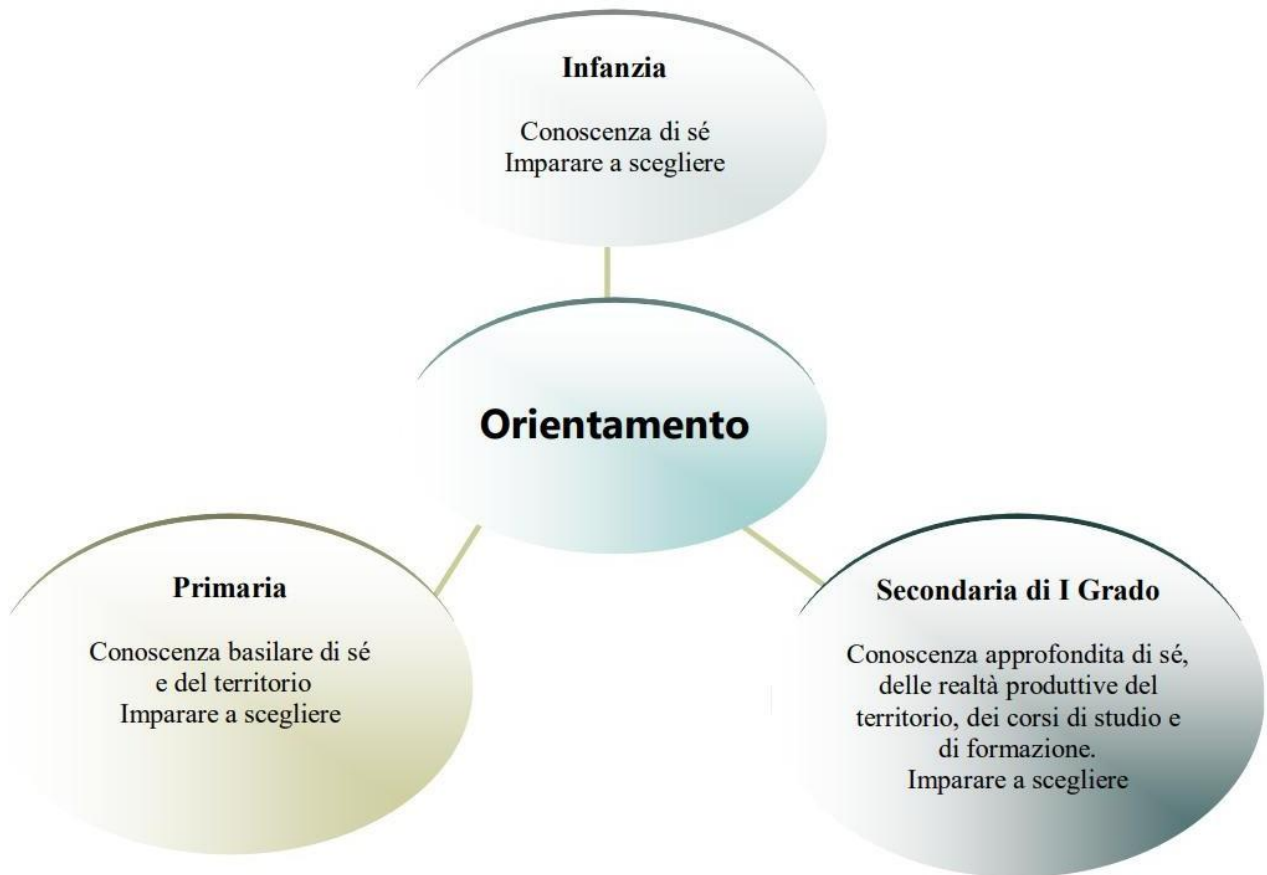 Infanzia
Conoscenza di sé
Imparare a scegliere
Orientamento
Primaria
Conoscenza basilare di sé
e del territorio
Imparare a scegliere
Secondaria di I Grado
Conoscenza approfondita di sé,
delle realtà produttive del
territorio, dei corsi di studio e
di formazione.
Imparare a scegliere